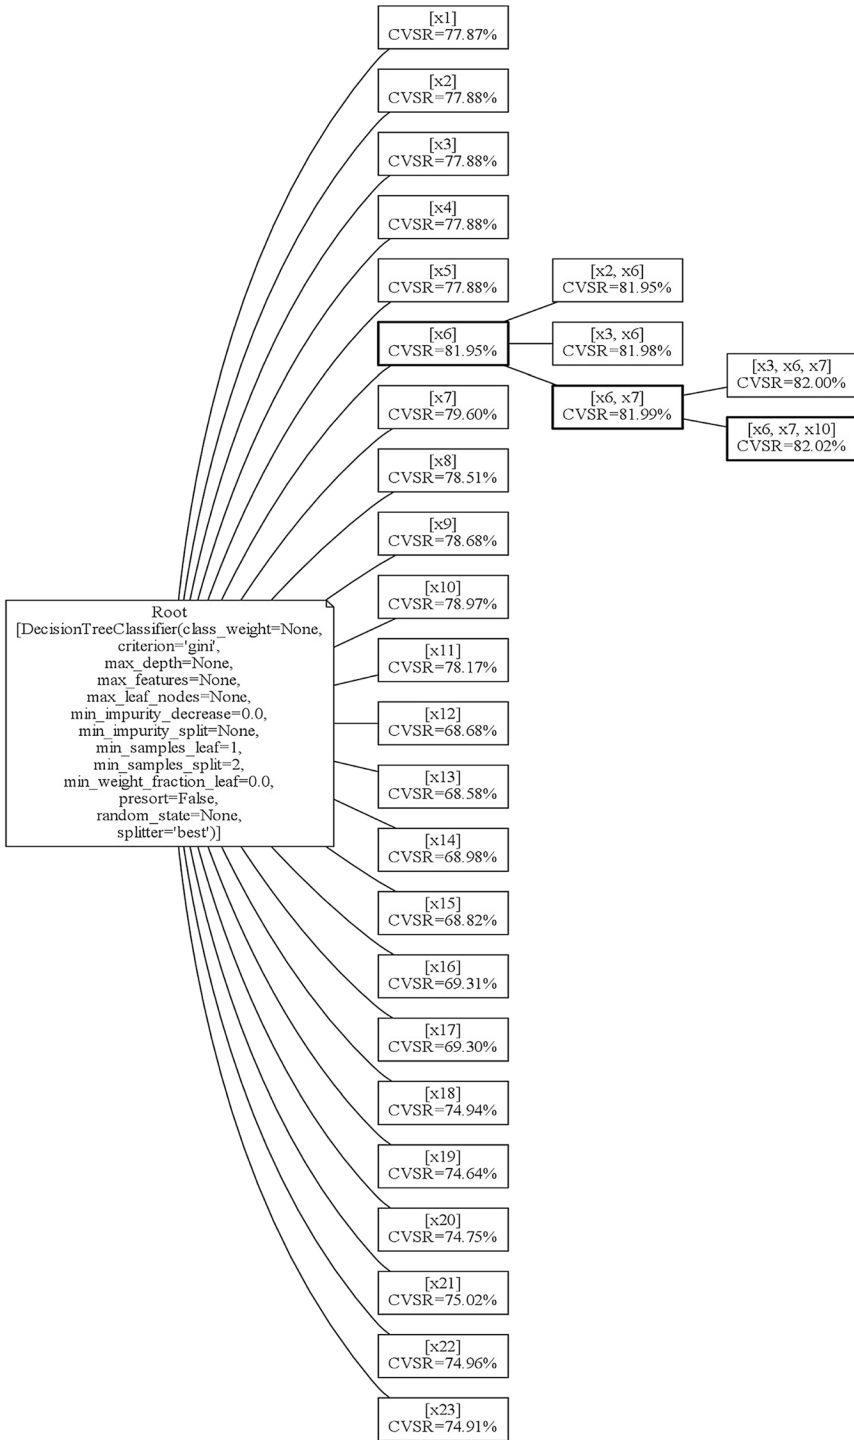 [x1]
CVSR=77.87%
[x2]
CVSR=77.88%
[x3]
CVSR=77.88%
[x4]
CVSR=77.88%
[x5]
CVSR=77.88%
[x6]
CVSR=81.95%
[x7]
CVSR=79.60%
[x8]
CVSR=78.51%
[x9]
CVSR=78.68%
[x10]
CVSR=78.97%
[x11]
CVSR=78.17%
[x12]
CVSR=68.68%
[x13]
CVSR=68.58%
[x14]
CVSR=68.98%
[x15]
CVSR=68.82%
[x16]
CVSR=69.31%
[x17]
CVSR=69.30%
[x18]
CVSR=74.94%
[x19]
CVSR=74.64%
[x20]
CVSR=74.75%
[x21]
CVSR=75.02%
[x22]
CVSR=74.96%
[x23]
CVSR=74.91%
[x2, x6]
CVSR=81.95%
[x3, x6]
CVSR=81.98%
[x6, x7]
CVSR=81.99%
[x3, x6, x7]
CVSR=82.00%
[x6, x7, x10]
CVSR=82.02%
Root
[DecisionTreeClassifier(class_weight=None,
criterion='gini',
max_depth=None,
max_features=None,
max_leaf_nodes=None,
min_impurity_decrease=0.0,
min_impurity_split=None,
min_samples_leaf=1,
min_samples_split=2,
min_weight_fraction_leaf=0.0,
presort=False,
random_state=None,
splitter='best')]